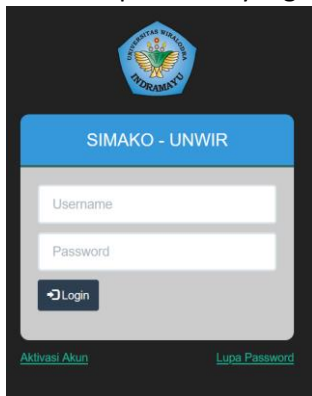 UNIVERSITAS WIRALODRA
INDRAMAYU
SIMAKO - UNWIR
Username
Password
Login
Aktivasi Akun
Lupa Password